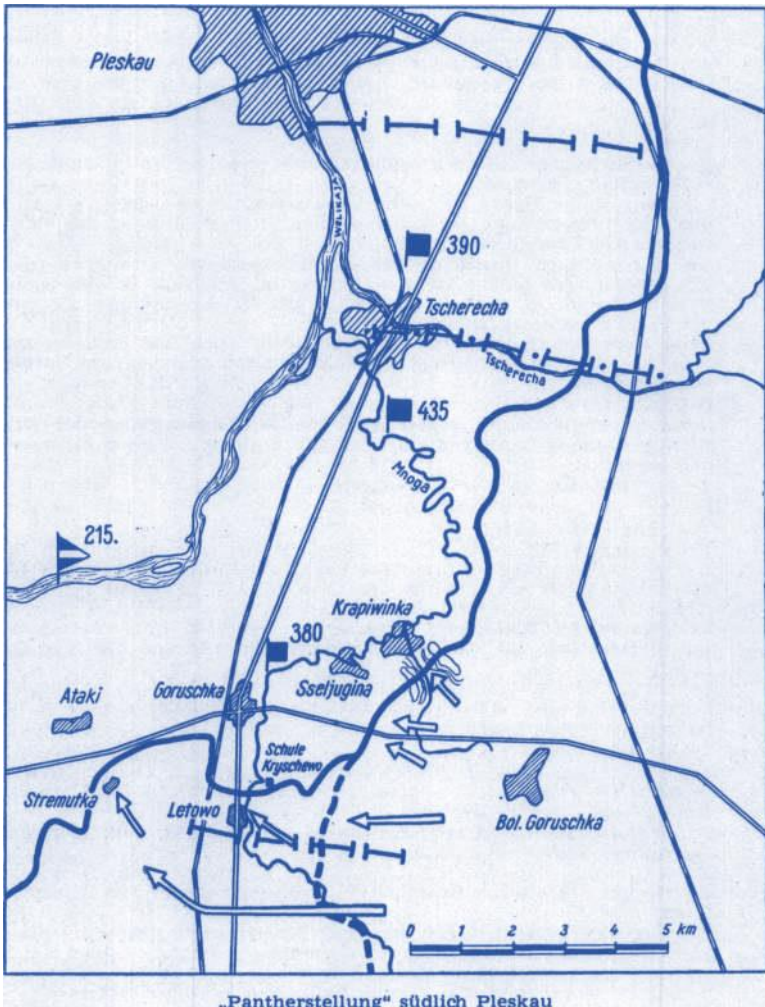 Pleskau
WELIKAJA
390
Tscherecha
Tscherecha
435
Mnoga
215.
Krapiwinka
380
Sseljugina
Goruschka
Ataki
Schule
Kryschewo
Stremutka
Letowo
Bol. Goruschka
0 1 2 3 4 5 km
„Pantherstellung“ südlich Pleskau